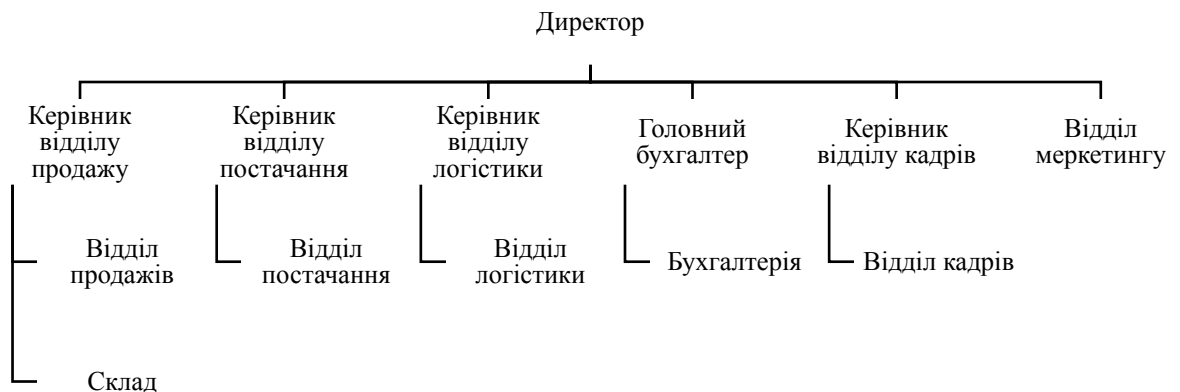 Директор
Керівник
відділу
продажу
Керівник
відділу
постачання
Керівник
відділу
логістики
Головний
бухгалтер
Керівник
відділу кадрів
Відділ
меркетингу
Відділ
продажів
Відділ
постачання
Відділ
логістики
Бухгалтерія
Відділ кадрів
Склад